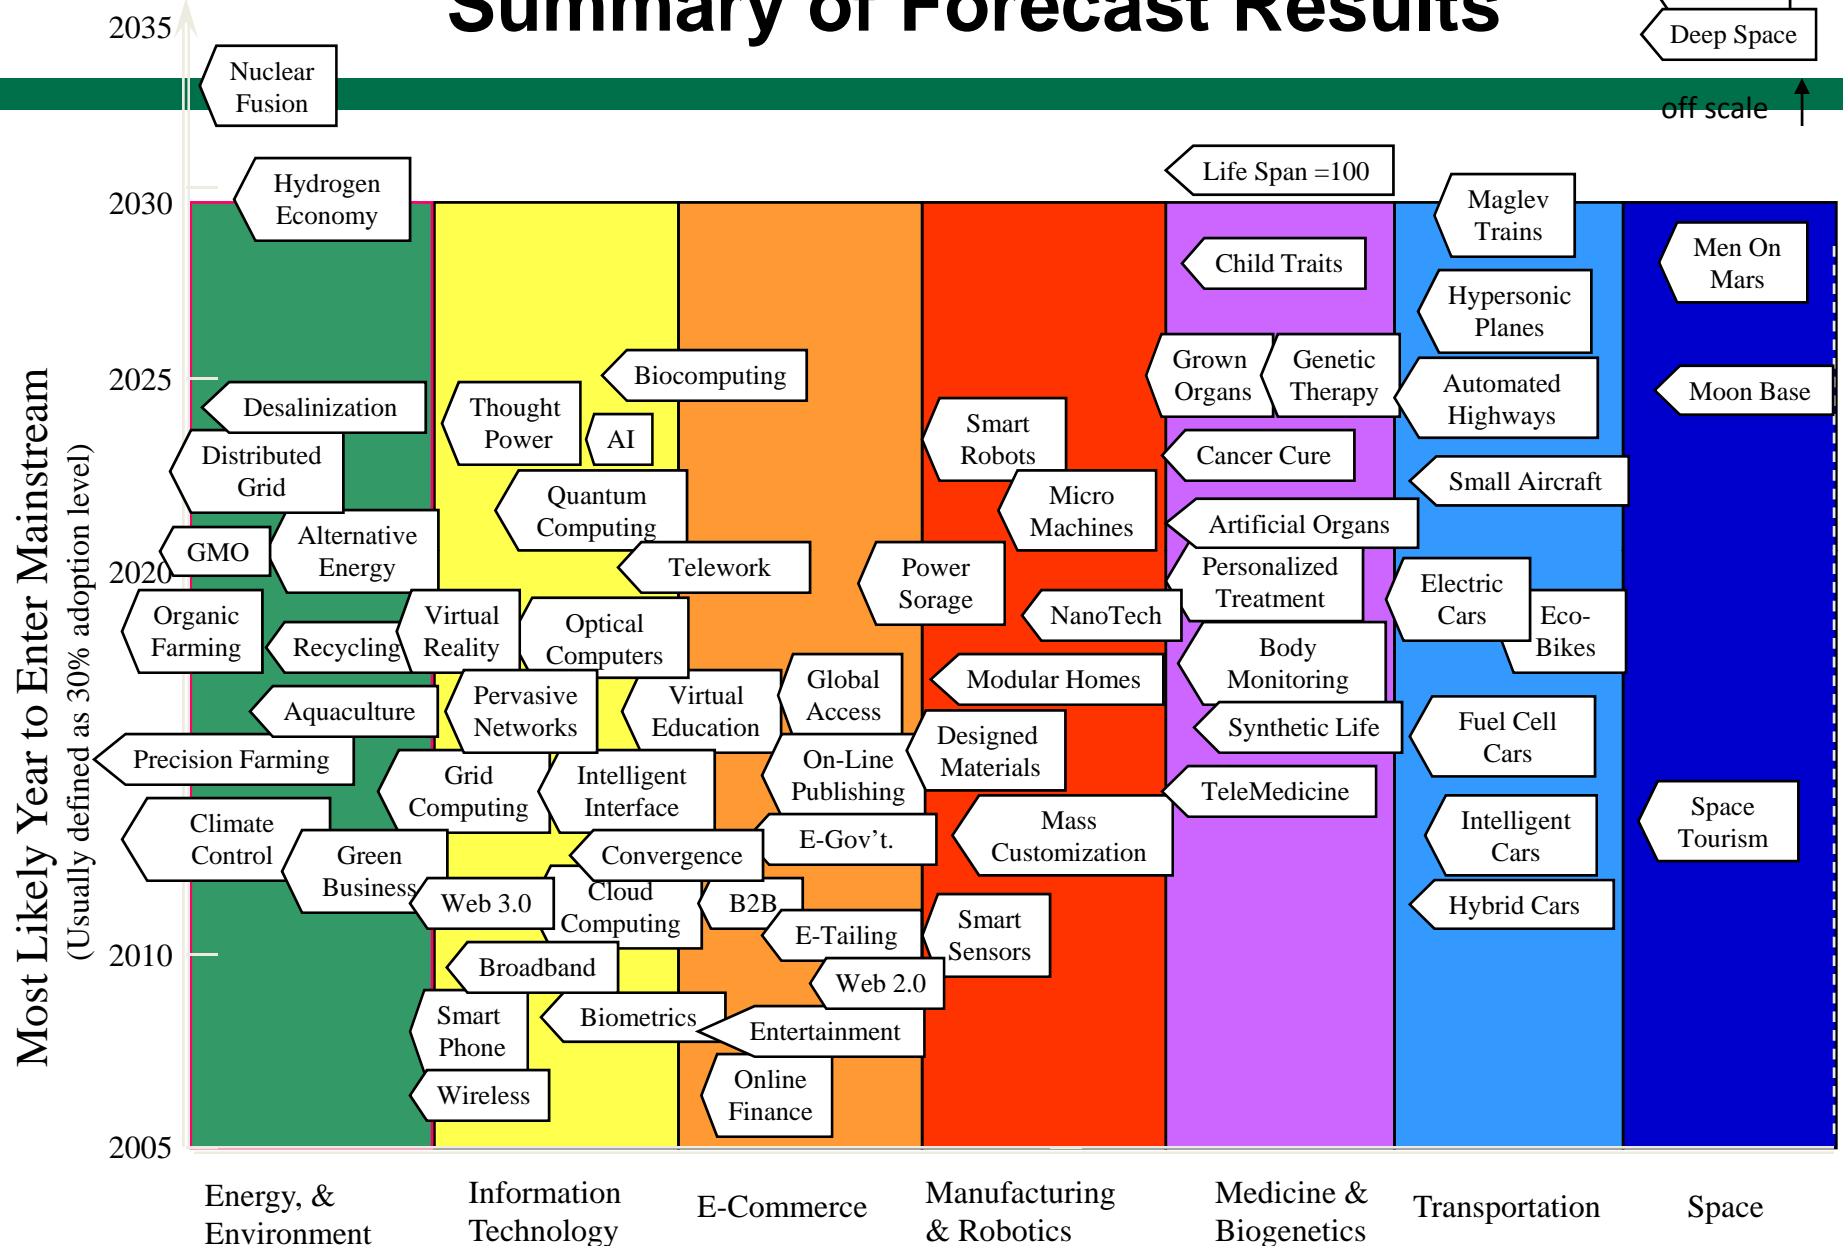 Summary of Forecast Results
2035
2030
2025
2020
2010
2005
Most Likely Year to Enter Mainstream
(Usually defined as 30% adoption level)
Deep Space
off scale
Nuclear
Fusion
Hydrogen
Economy
Desalinization
Distributed
Grid
GMO
Alternative
Energy
Organic
Farming
Recycling
Aquaculture
Precision Farming
Climate
Control
Green
Business
Thought
Power
AI
Biocomputing
Quantum
Computing
Telework
Virtual
Reality
Optical
Computers
Pervasive
Networks
Virtual
Education
Grid
Computing
Intelligent
Interface
Convergence
Web 3.0
Cloud
Computing
Broadband
Smart
Phone
Biometrics
Wireless
Global
Access
On-Line
Publishing
E-Gov’t.
B2B
E-Tailing
Web 2.0
Entertainment
Online
Finance
Smart
Robots
Micro
Machines
Power
Sorage
NanoTech
Modular Homes
Designed
Materials
Mass
Customization
Smart
Sensors
Life Span =100
Child Traits
Grown
Organs
Genetic
Therapy
Cancer Cure
Artificial Organs
Personalized
Treatment
Body
Monitoring
Synthetic Life
TeleMedicine
Maglev
Trains
Hypersonic
Planes
Automated
Highways
Small Aircraft
Electric
Cars
Eco-
Bikes
Fuel Cell
Cars
Intelligent
Cars
Hybrid Cars
Men On
Mars
Moon Base
Space
Tourism
Energy, &
Environment
Information
Technology
E-Commerce
Manufacturing
& Robotics
Medicine &
Biogenetics
Transportation
Space